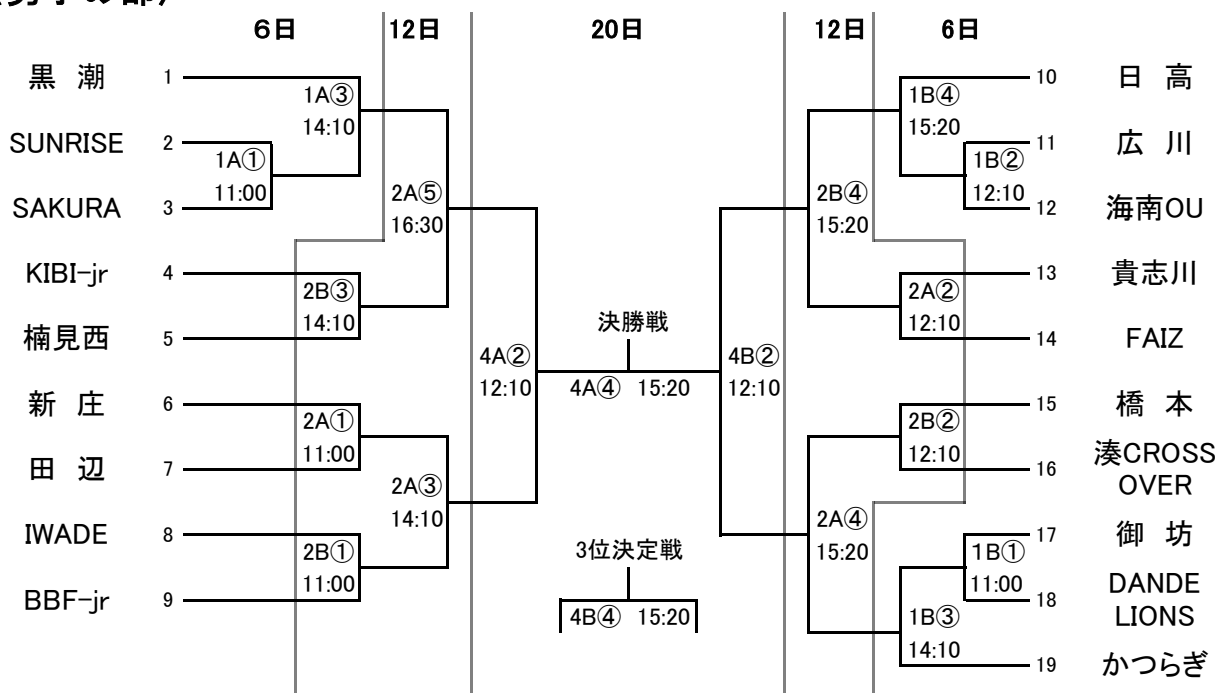 6日 12日 20日 12日 6日
黒 潮 1 10 日 高
1A③ 1B④
14:10 15:20
SUNRISE 2 11 広 川
1A① 1B②
11:00 12:10
2A⑤ 2B④
16:30 15:20
SAKURA 3 12 海南OU
KIBI-jr 4 13 貴志川
2B③ 2A②
14:10 12:10
楠見西 5 14 FAIZ
決勝戦
4A② 4B②
12:10 12:10
4A④ 15:20
新 庄 6 15 橋 本
2A① 2B②
11:00 12:10
田 辺 7 16 湊CROSS
OVER
2A③ 2A④
14:10 15:20
IWADE 8 17 御 坊
2B① 1B①
11:00 11:00
3位決定戦
BBF-jr 9 18 DANDE
LIONS
4B④ 15:20
1B③
14:10
19 かつらぎ